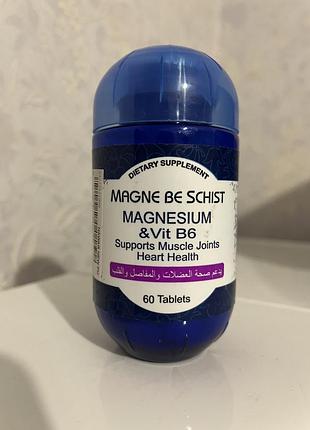 DIETARY SUPPLEMENT
MAGNE BE SCHIST
MAGNESIUM
& Vit B6
Supports Muscle Joints
Heart Health
يدعم صحة العضلات والمفاصل والقلب
60 Tablets